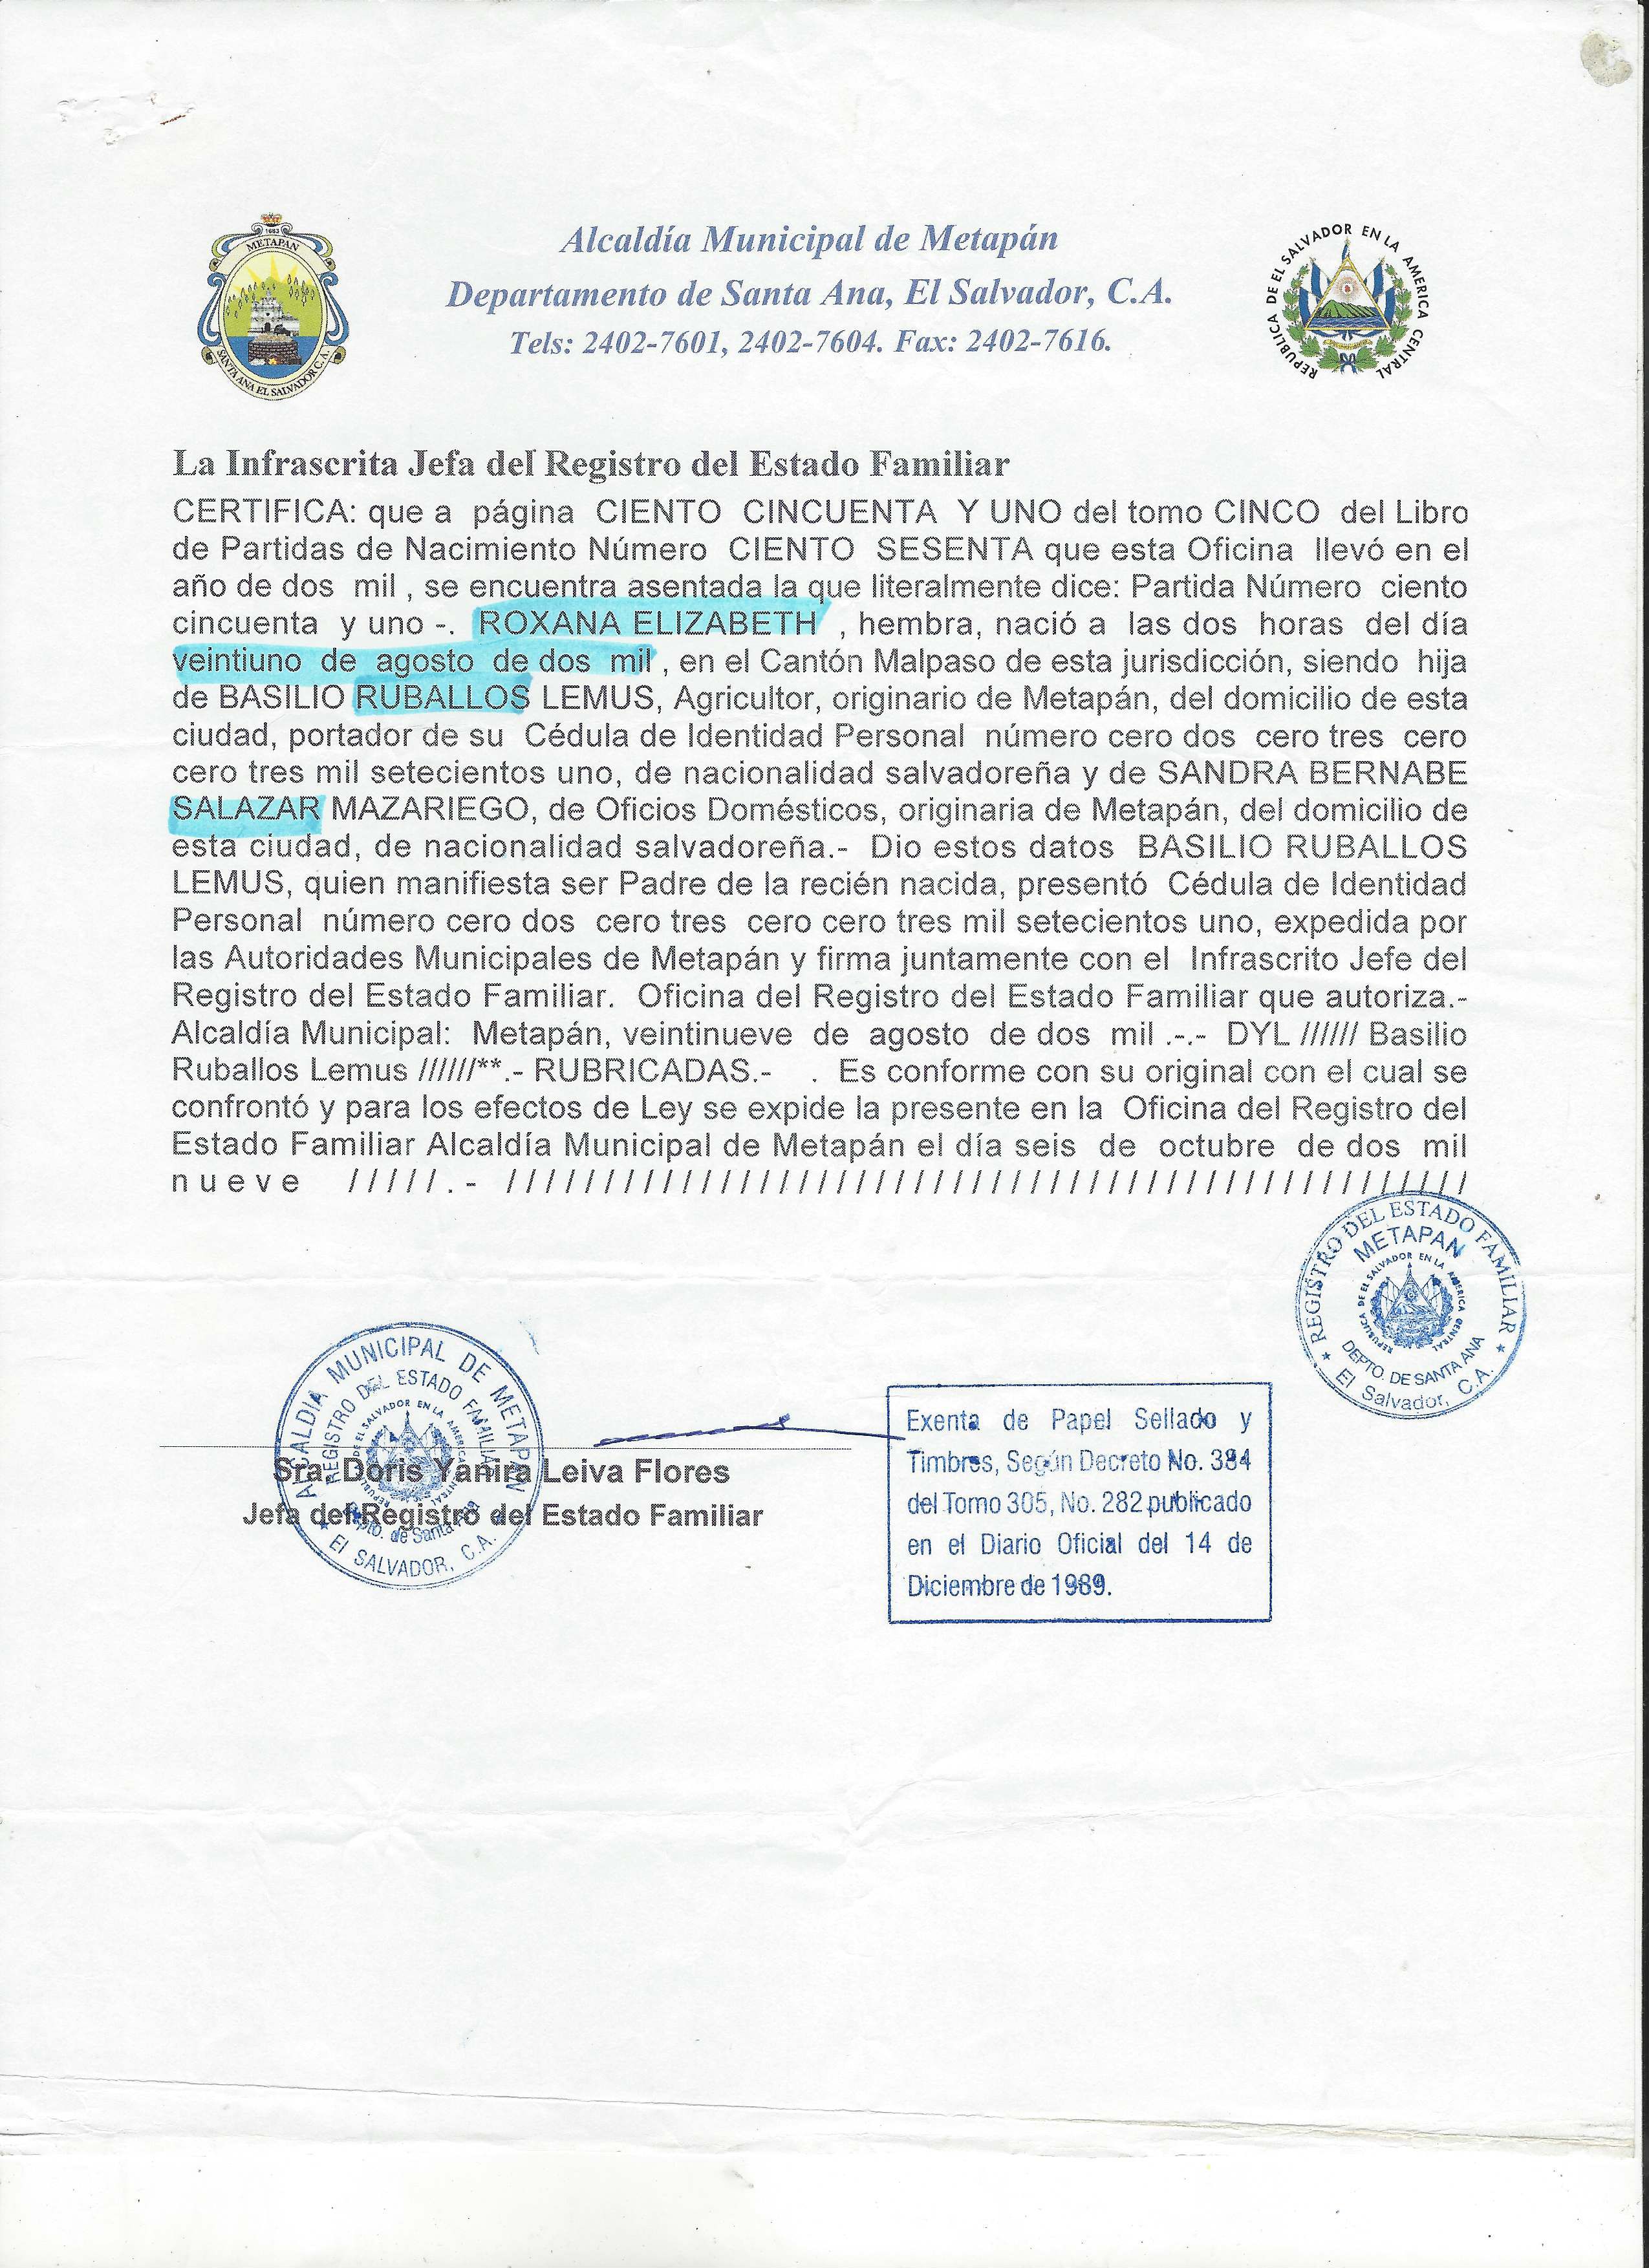 METAPAN
SANTA ANA EL SALVADOR C.A.
Alcaldía Municipal de Metapán
Departamento de Santa Ana, El Salvador, C.A.
Tels: 2402-7601, 2402-7604. Fax: 2402-7616.
REPUBLICA DE EL SALVADOR EN LA AMERICA CENTRAL
La Infrascrita Jefa del Registro del Estado Familiar
CERTIFICA: que a página CIENTO CINCUENTA Y UNO del tomo CINCO del Libro
de Partidas de Nacimiento Número CIENTO SESENTA que esta Oficina llevó en el
año de dos mil , se encuentra asentada la que literalmente dice: Partida Número ciento
cincuenta y uno -. ROXANA ELIZABETH , hembra, nació a las dos horas del día
veintiuno de agosto de dos mil , en el Cantón Malpaso de esta jurisdicción, siendo hija
de BASILIO RUBALLOS LEMUS, Agricultor, originario de Metapán, del domicilio de esta
ciudad, portador de su Cédula de Identidad Personal número cero dos cero tres cero
cero tres mil setecientos uno, de nacionalidad salvadoreña y de SANDRA BERNABE
SALAZAR MAZARIEGO, de Oficios Domésticos, originaria de Metapán, del domicilio de
esta ciudad, de nacionalidad salvadoreña.- Dio estos datos BASILIO RUBALLOS
LEMUS, quien manifiesta ser Padre de la recién nacida, presentó Cédula de Identidad
Personal número cero dos cero tres cero cero tres mil setecientos uno, expedida por
las Autoridades Municipales de Metapán y firma juntamente con el Infrascrito Jefe del
Registro del Estado Familiar. Oficina del Registro del Estado Familiar que autoriza.-
Alcaldía Municipal: Metapán, veintinueve de agosto de dos mil .-.- DYL ////// Basilio
Ruballos Lemus //////**.- RUBRICADAS.- . Es conforme con su original con el cual se
confrontó y para los efectos de Ley se expide la presente en la Oficina del Registro del
Estado Familiar Alcaldía Municipal de Metapán el día seis de octubre de dos mil
nueve /////.- /////////////////////////////////////////////////
REGISTRO DEL ESTADO FAMILIAR
METAPAN
REPUBLICA DE EL SALVADOR EN LA AMERICA CENTRAL
DEPTO. DE SANTA ANA
El Salvador, C.A.
ALCALDIA MUNICIPAL DE METAPAN
REGISTRO DEL ESTADO FAMILIAR
Depto. de Santa Ana
El SALVADOR, C.A.
Sra. Doris Yanira Leiva Flores
Jefa del Registro del Estado Familiar
Exenta de Papel Sellado y
Timbres, Según Decreto No. 384
del Tomo 305, No. 282 publicado
en el Diario Oficial del 14 de
Diciembre de 1989.